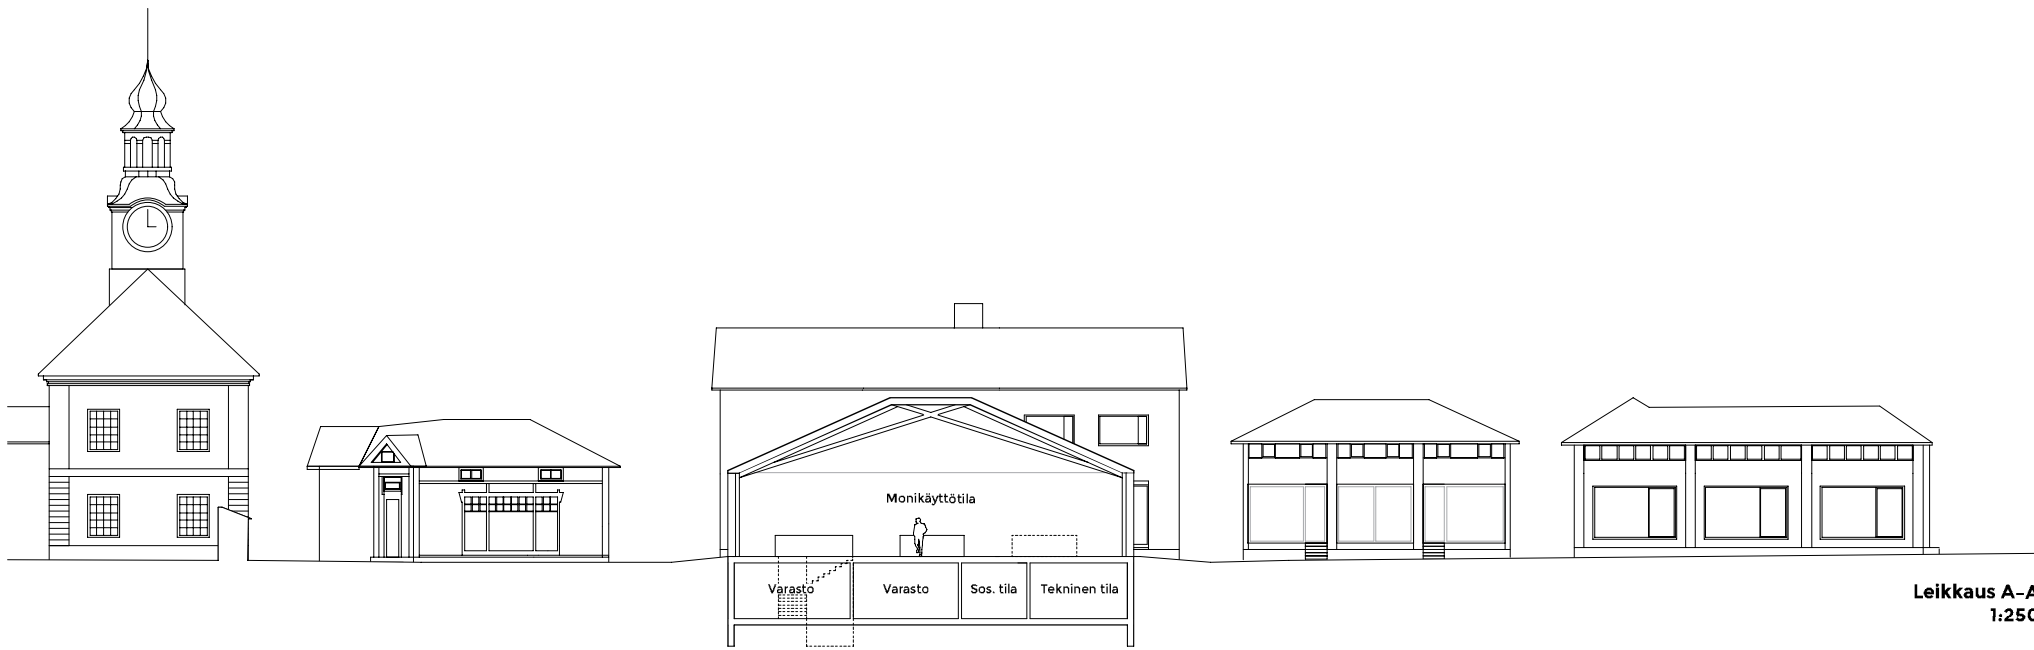 Monikäyttötila
Varasto
Varasto
Sos. tila
Tekninen tila
Leikkaus A-A
1:250